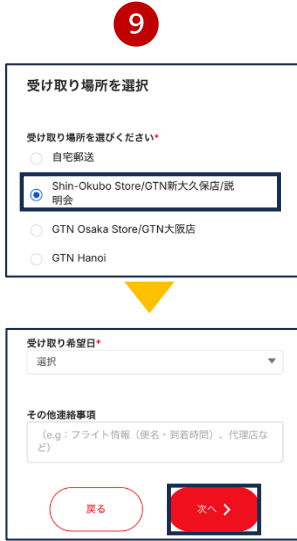 9
受け取り場所を選択
受け取り場所を選びください*
自宅郵送
Shin-Okubo Store/GTN新大久保店/説
明会
GTN Osaka Store/GTN大阪店
GTN Hanoi
受け取り希望日*
選択
その他連絡事項
(e.g：フライト情報（便名・到着時間）、代理店な
ど）
戻る
次へ